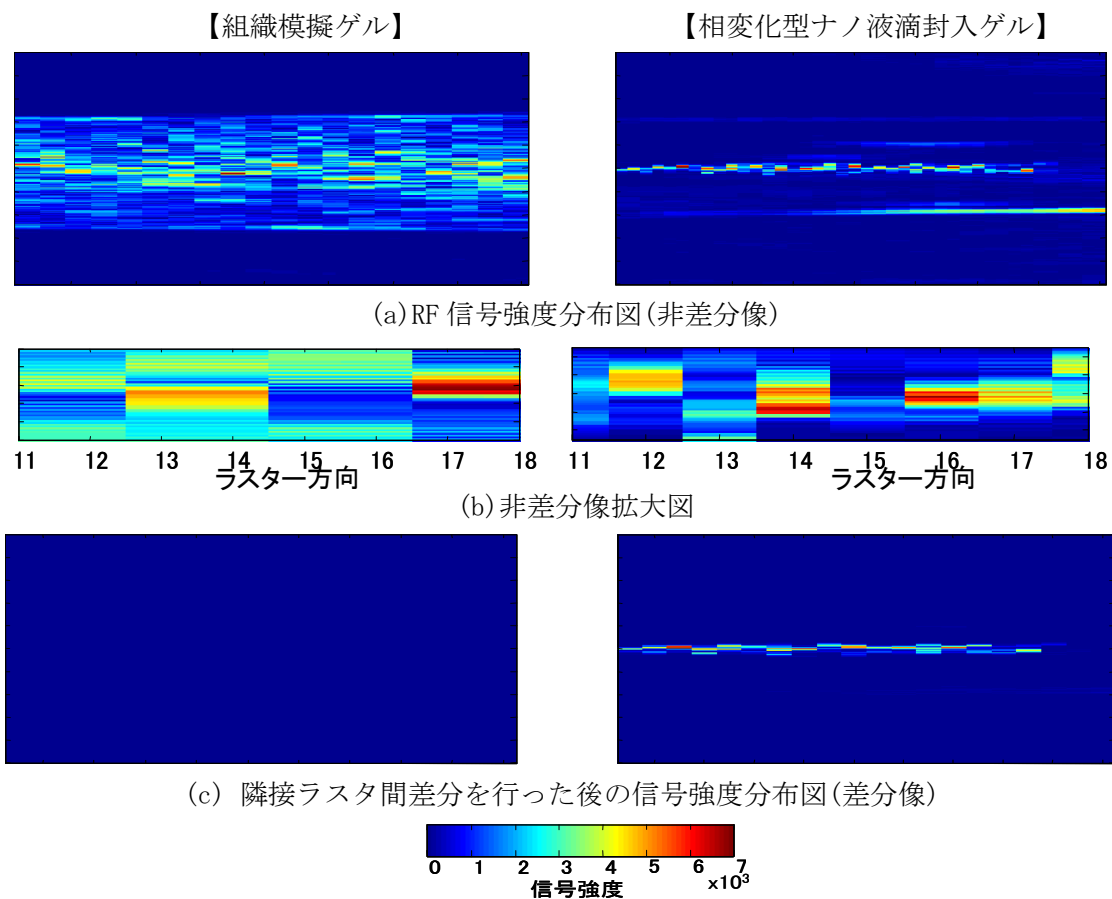 【組織模擬ゲル】 【相変化型ナノ液滴封入ゲル】
(a)RF 信号強度分布図(非差分像)
11 12 13 14 15 16 17 18
ラスター方向
11 12 13 14 15 16 17 18
ラスター方向
(b)非差分像拡大図
(c) 隣接ラスタ間差分を行った後の信号強度分布図(差分像)
0 1 2 3 4 5 6 7
×10³
信号強度